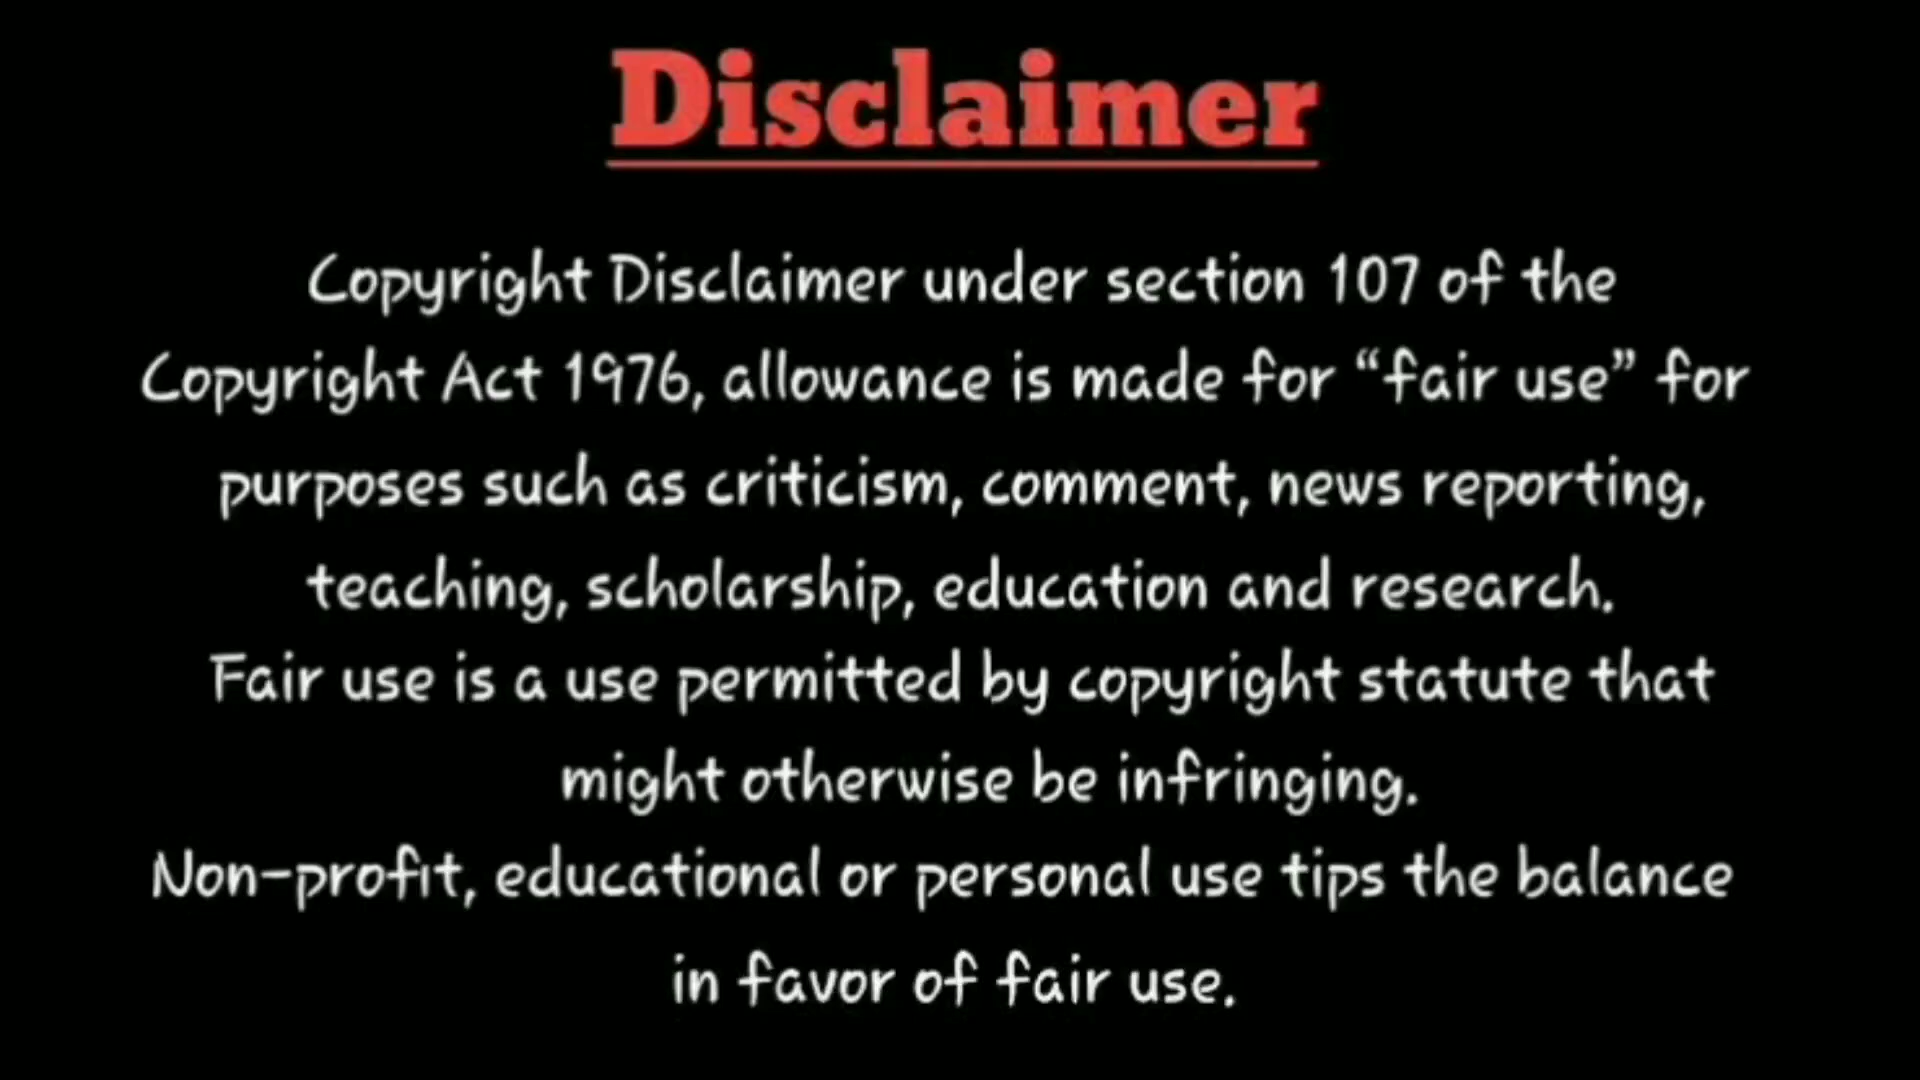 Disclaimer
Copyright Disclaimer under section 107 of the
Copyright Act 1976, allowance is made for “fair use” for
purposes such as criticism, comment, news reporting,
teaching, scholarship, education and research.
Fair use is a use permitted by copyright statute that
might otherwise be infringing.
Non-profit, educational or personal use tips the balance
in favor of fair use.